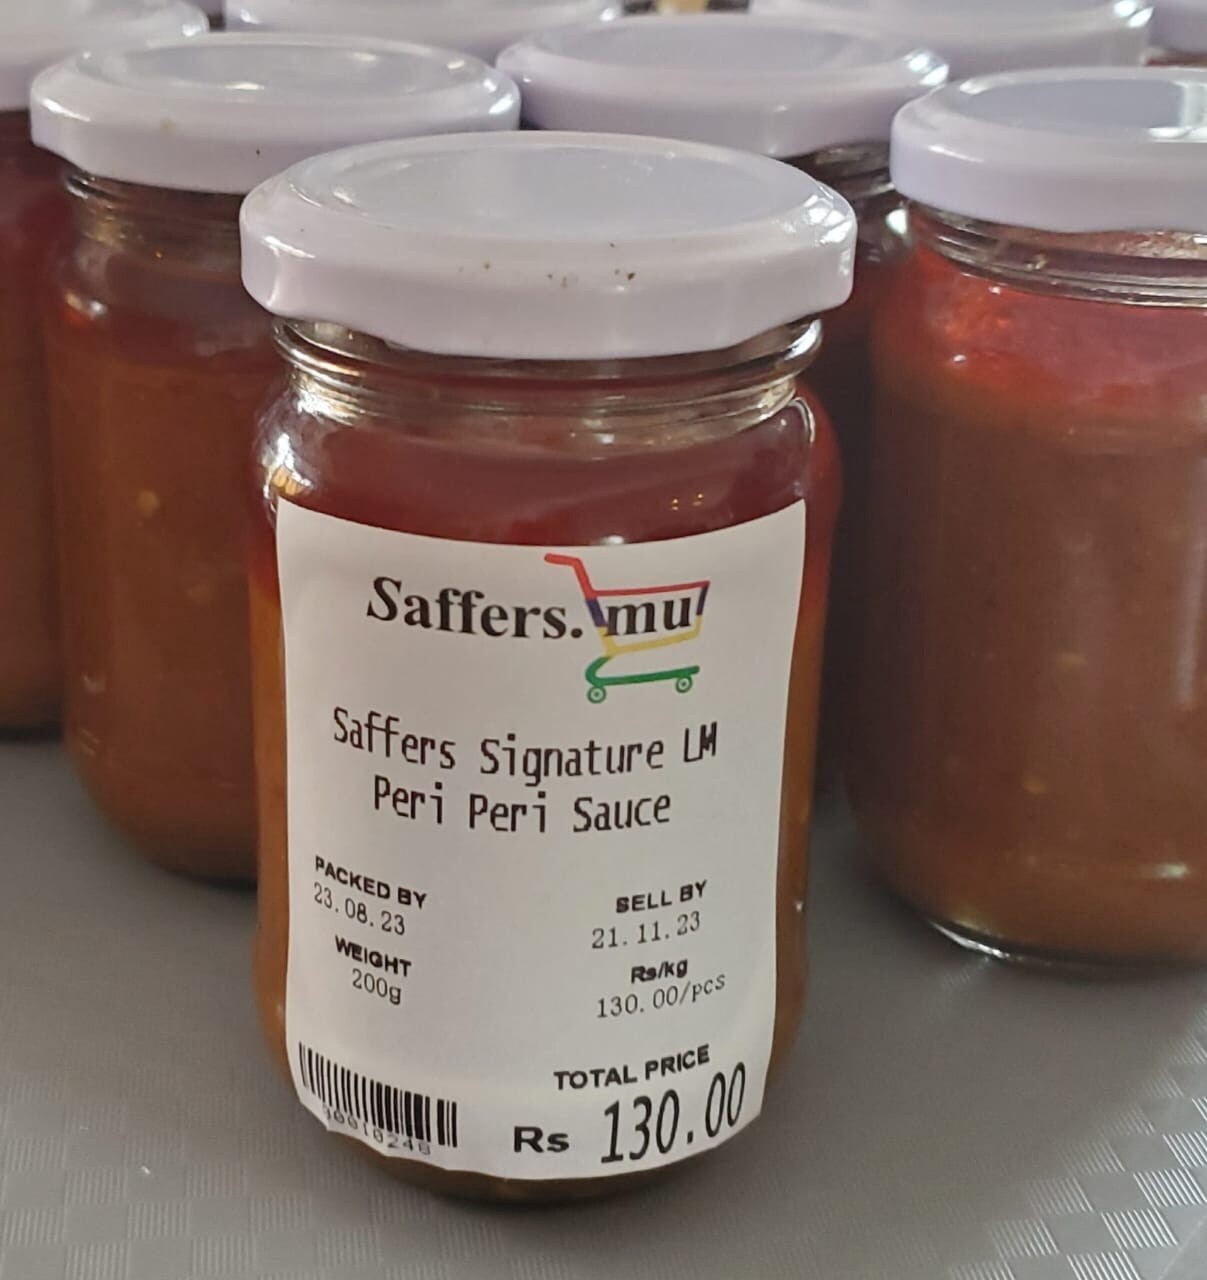 Saffers.mu
Saffers Signature LM
Peri Peri Sauce
PACKED BY
23.08.23
SELL BY
21.11.23
WEIGHT
200g
Rs/kg
130.00/pcs
TOTAL PRICE
Rs 130.00